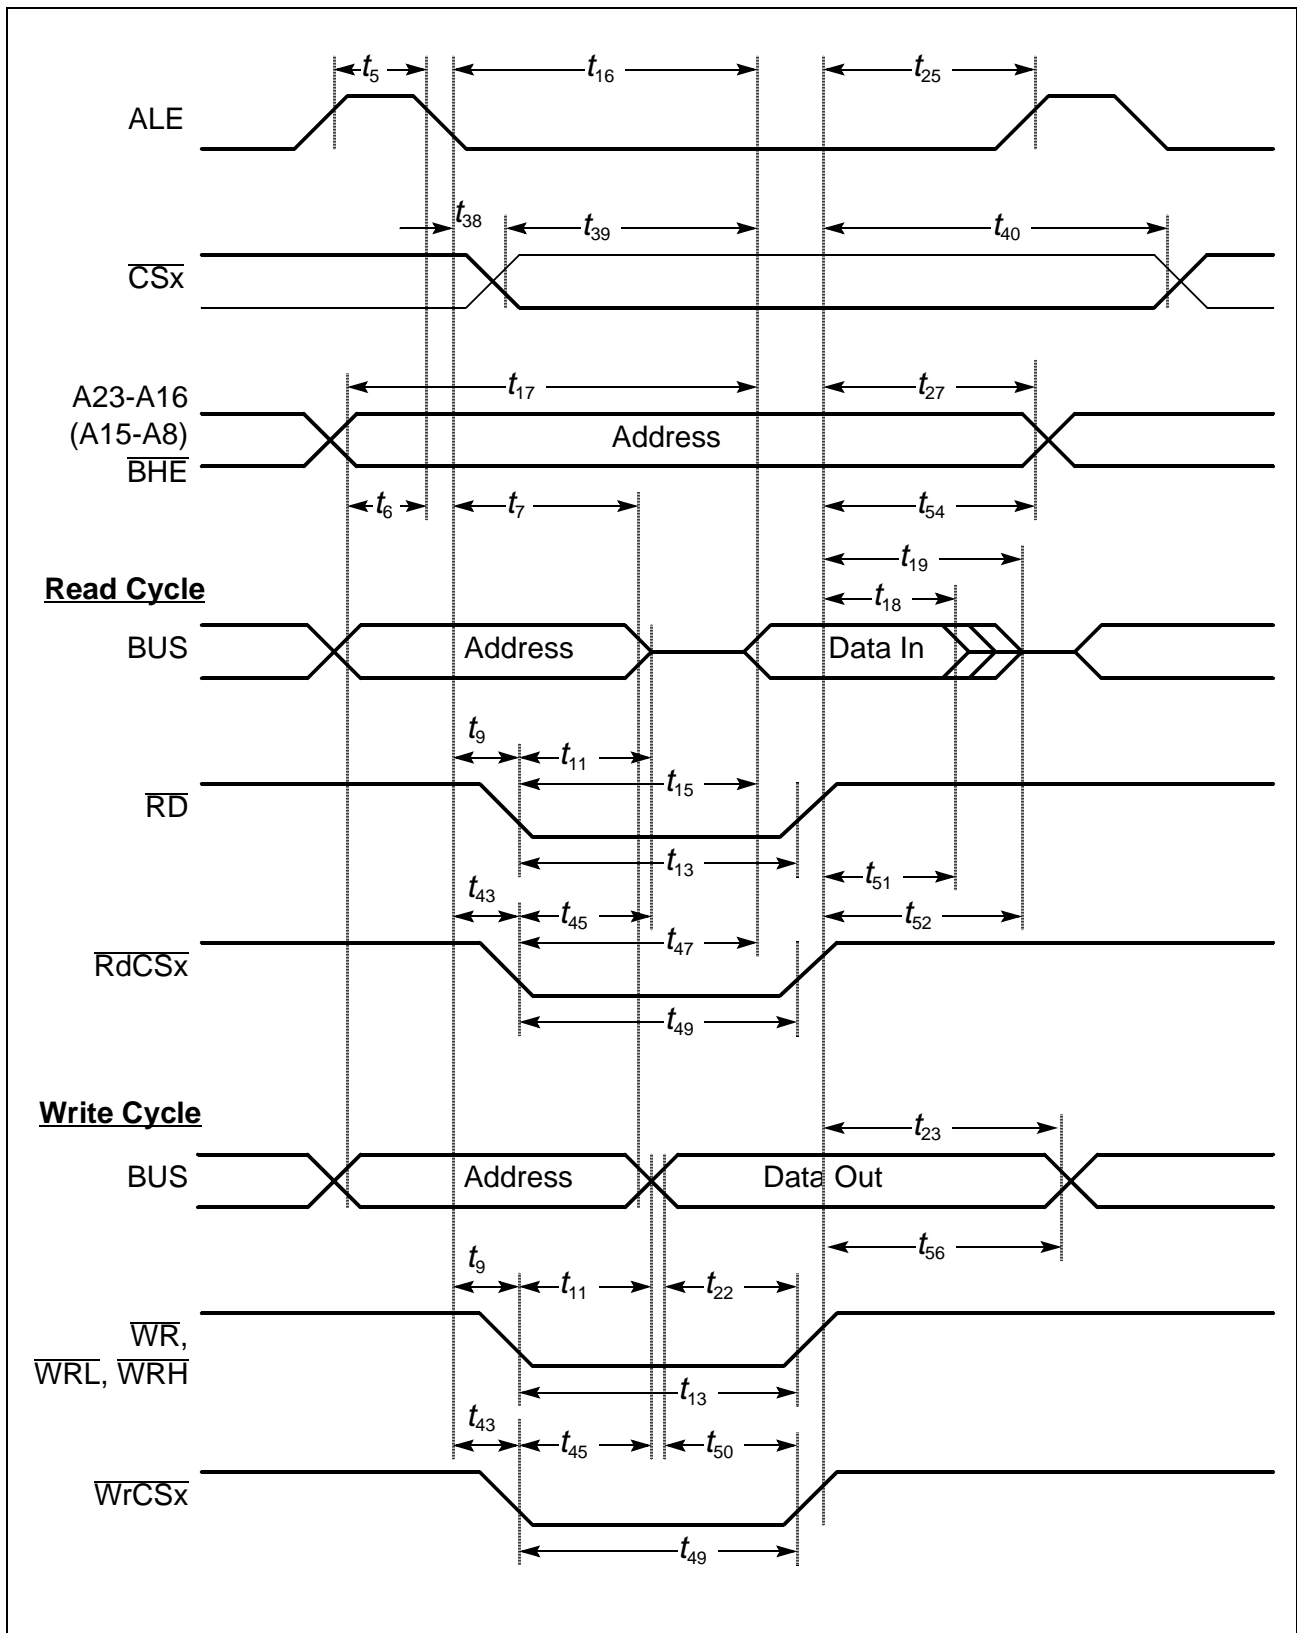 t5 t16 t25
ALE
t38 t39 t40
CSx
t17 t27
A23-A16
(A15-A8)
BHE
Address
t6 t7 t54
t19
Read Cycle
t18
BUS Address Data In
t9 t11
t15
RD
t13 t51
t43 t45 t52
t47
RdCSx
t49
Write Cycle
t23
BUS Address Data Out
t56
t9 t11 t22
WR,
WRL, WRH
t13
t43 t45 t50
WrCSx
t49